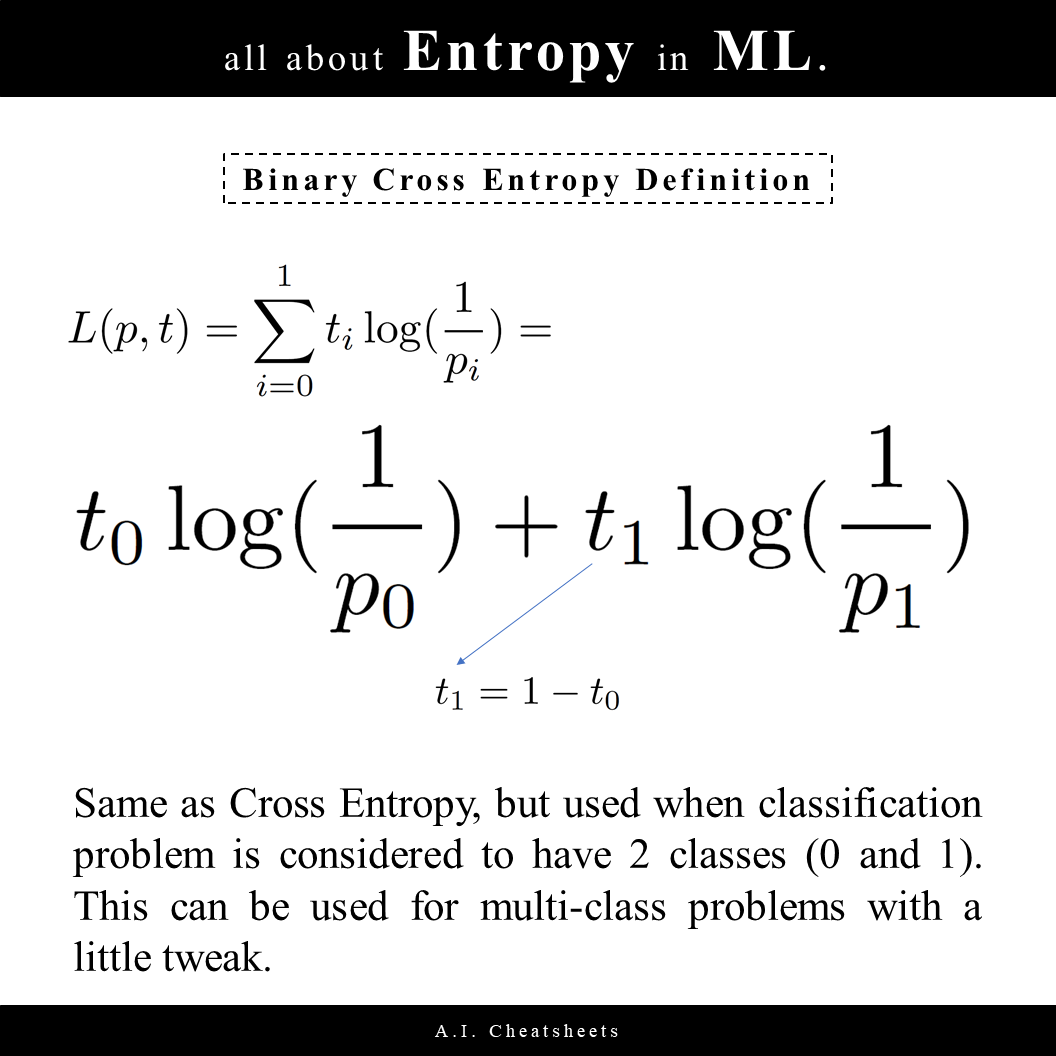 all about Entropy in ML.
Binary Cross Entropy Definition
L(p, t) = \sum_{i=0}^{1} t_i \log(\frac{1}{p_i}) =
t_0 \log(\frac{1}{p_0}) + t_1 \log(\frac{1}{p_1})
t_1 = 1 - t_0
Same as Cross Entropy, but used when classification
problem is considered to have 2 classes (0 and 1).
This can be used for multi-class problems with a
little tweak.
A.I. Cheatsheets